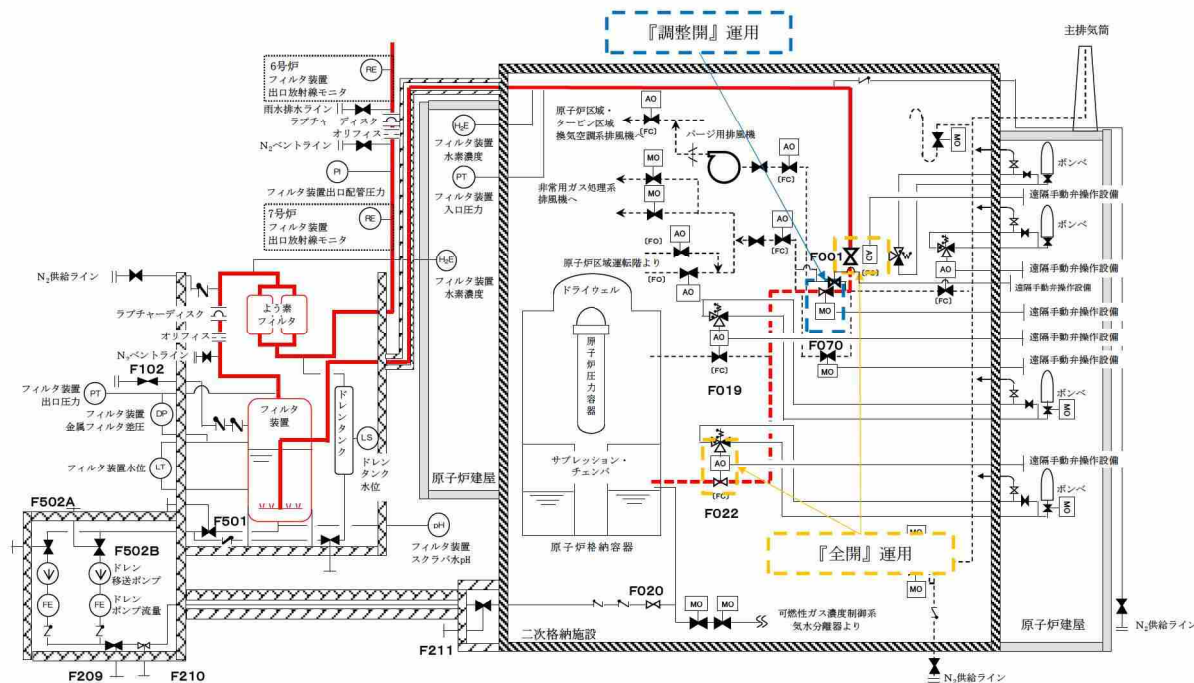 『調整開』運用
主排気筒
6号炉
フィルタ装置
出口放射線モニタ
RE
雨水排水ライン
ラプチャ ディスク
オリフィス
N₂ベントライン
PI
フィルタ装置出口配管圧力
7号炉
フィルタ装置
出口放射線モニタ
RE
H₂E
フィルタ装置
水素濃度
PT
フィルタ装置
入口圧力
H₂E
フィルタ装置
水素濃度
原子炉区域・
タービン区域
換気空調系排風機へ
AO
[FC]
パージ用排風機
AO
[FC]
MO
MO
非常用ガス処理系
排風機へ
AO
[FC]
[FO]
AO
[FO]
AO
原子炉区域運転階より
F001
AO
[FC]
MO
F070
MO
MO
ボンベ
遠隔手動弁操作設備
ボンベ
遠隔手動弁操作設備
AO
[FC]
遠隔手動弁操作設備
遠隔手動弁操作設備
遠隔手動弁操作設備
遠隔手動弁操作設備
ボンベ
MO
遠隔手動弁操作設備
ボンベ
MO
N₂供給ライン
よう素
フィルタ
ラプチャーディスク
オリフィス
N₂ベントライン
F102
PT
フィルタ装置
出口圧力
DP
フィルタ装置
金属フィルタ差圧
LT
フィルタ装置水位
フィルタ
装置
ドレンタンク
LS
ドレン
タンク
水位
原子炉建屋
pH
フィルタ装置
スクラバ水pH
ドライウェル
原子炉圧力容器
サプレッション・
チェンバ
原子炉格納容器
AO
[FC]
F019
AO
[FC]
F022
『全開』運用
MO
F502A
F501
F502B
ドレン
移送ポンプ
FE
FE
ドレン
ポンプ流量
F209
F210
F211
F020
MO
MO
可燃性ガス濃度制御系
気水分離器より
二次格納施設
原子炉建屋
N₂供給ライン
N₂供給ライン